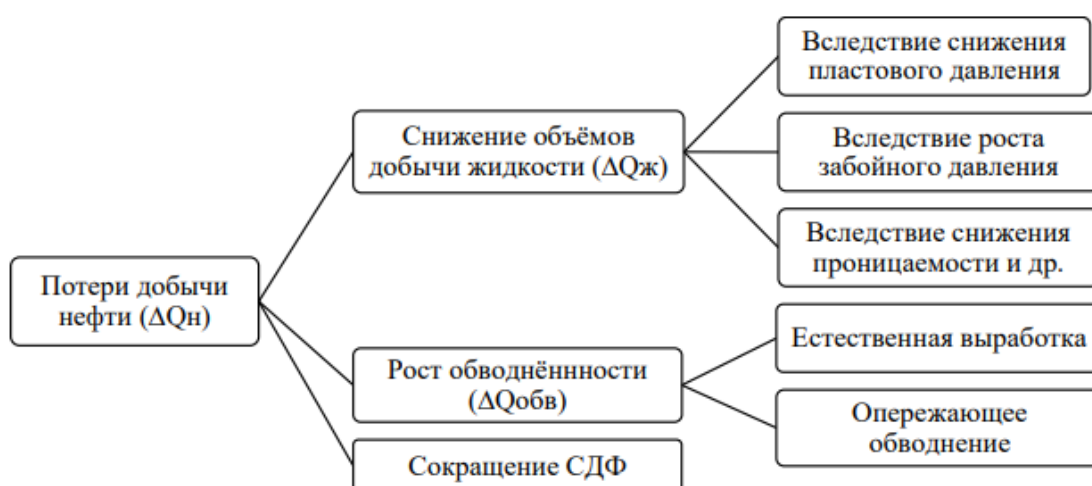 Потери добычи
нефти (ΔQн)
Снижение объёмов
добычи жидкости (ΔQж)
Вследствие снижения
пластового давления
Вследствие роста
забойного давления
Вследствие снижения
проницаемости и др.
Рост обводнённности
(ΔQобв)
Естественная выработка
Опережающее
обводнение
Сокращение СДФ